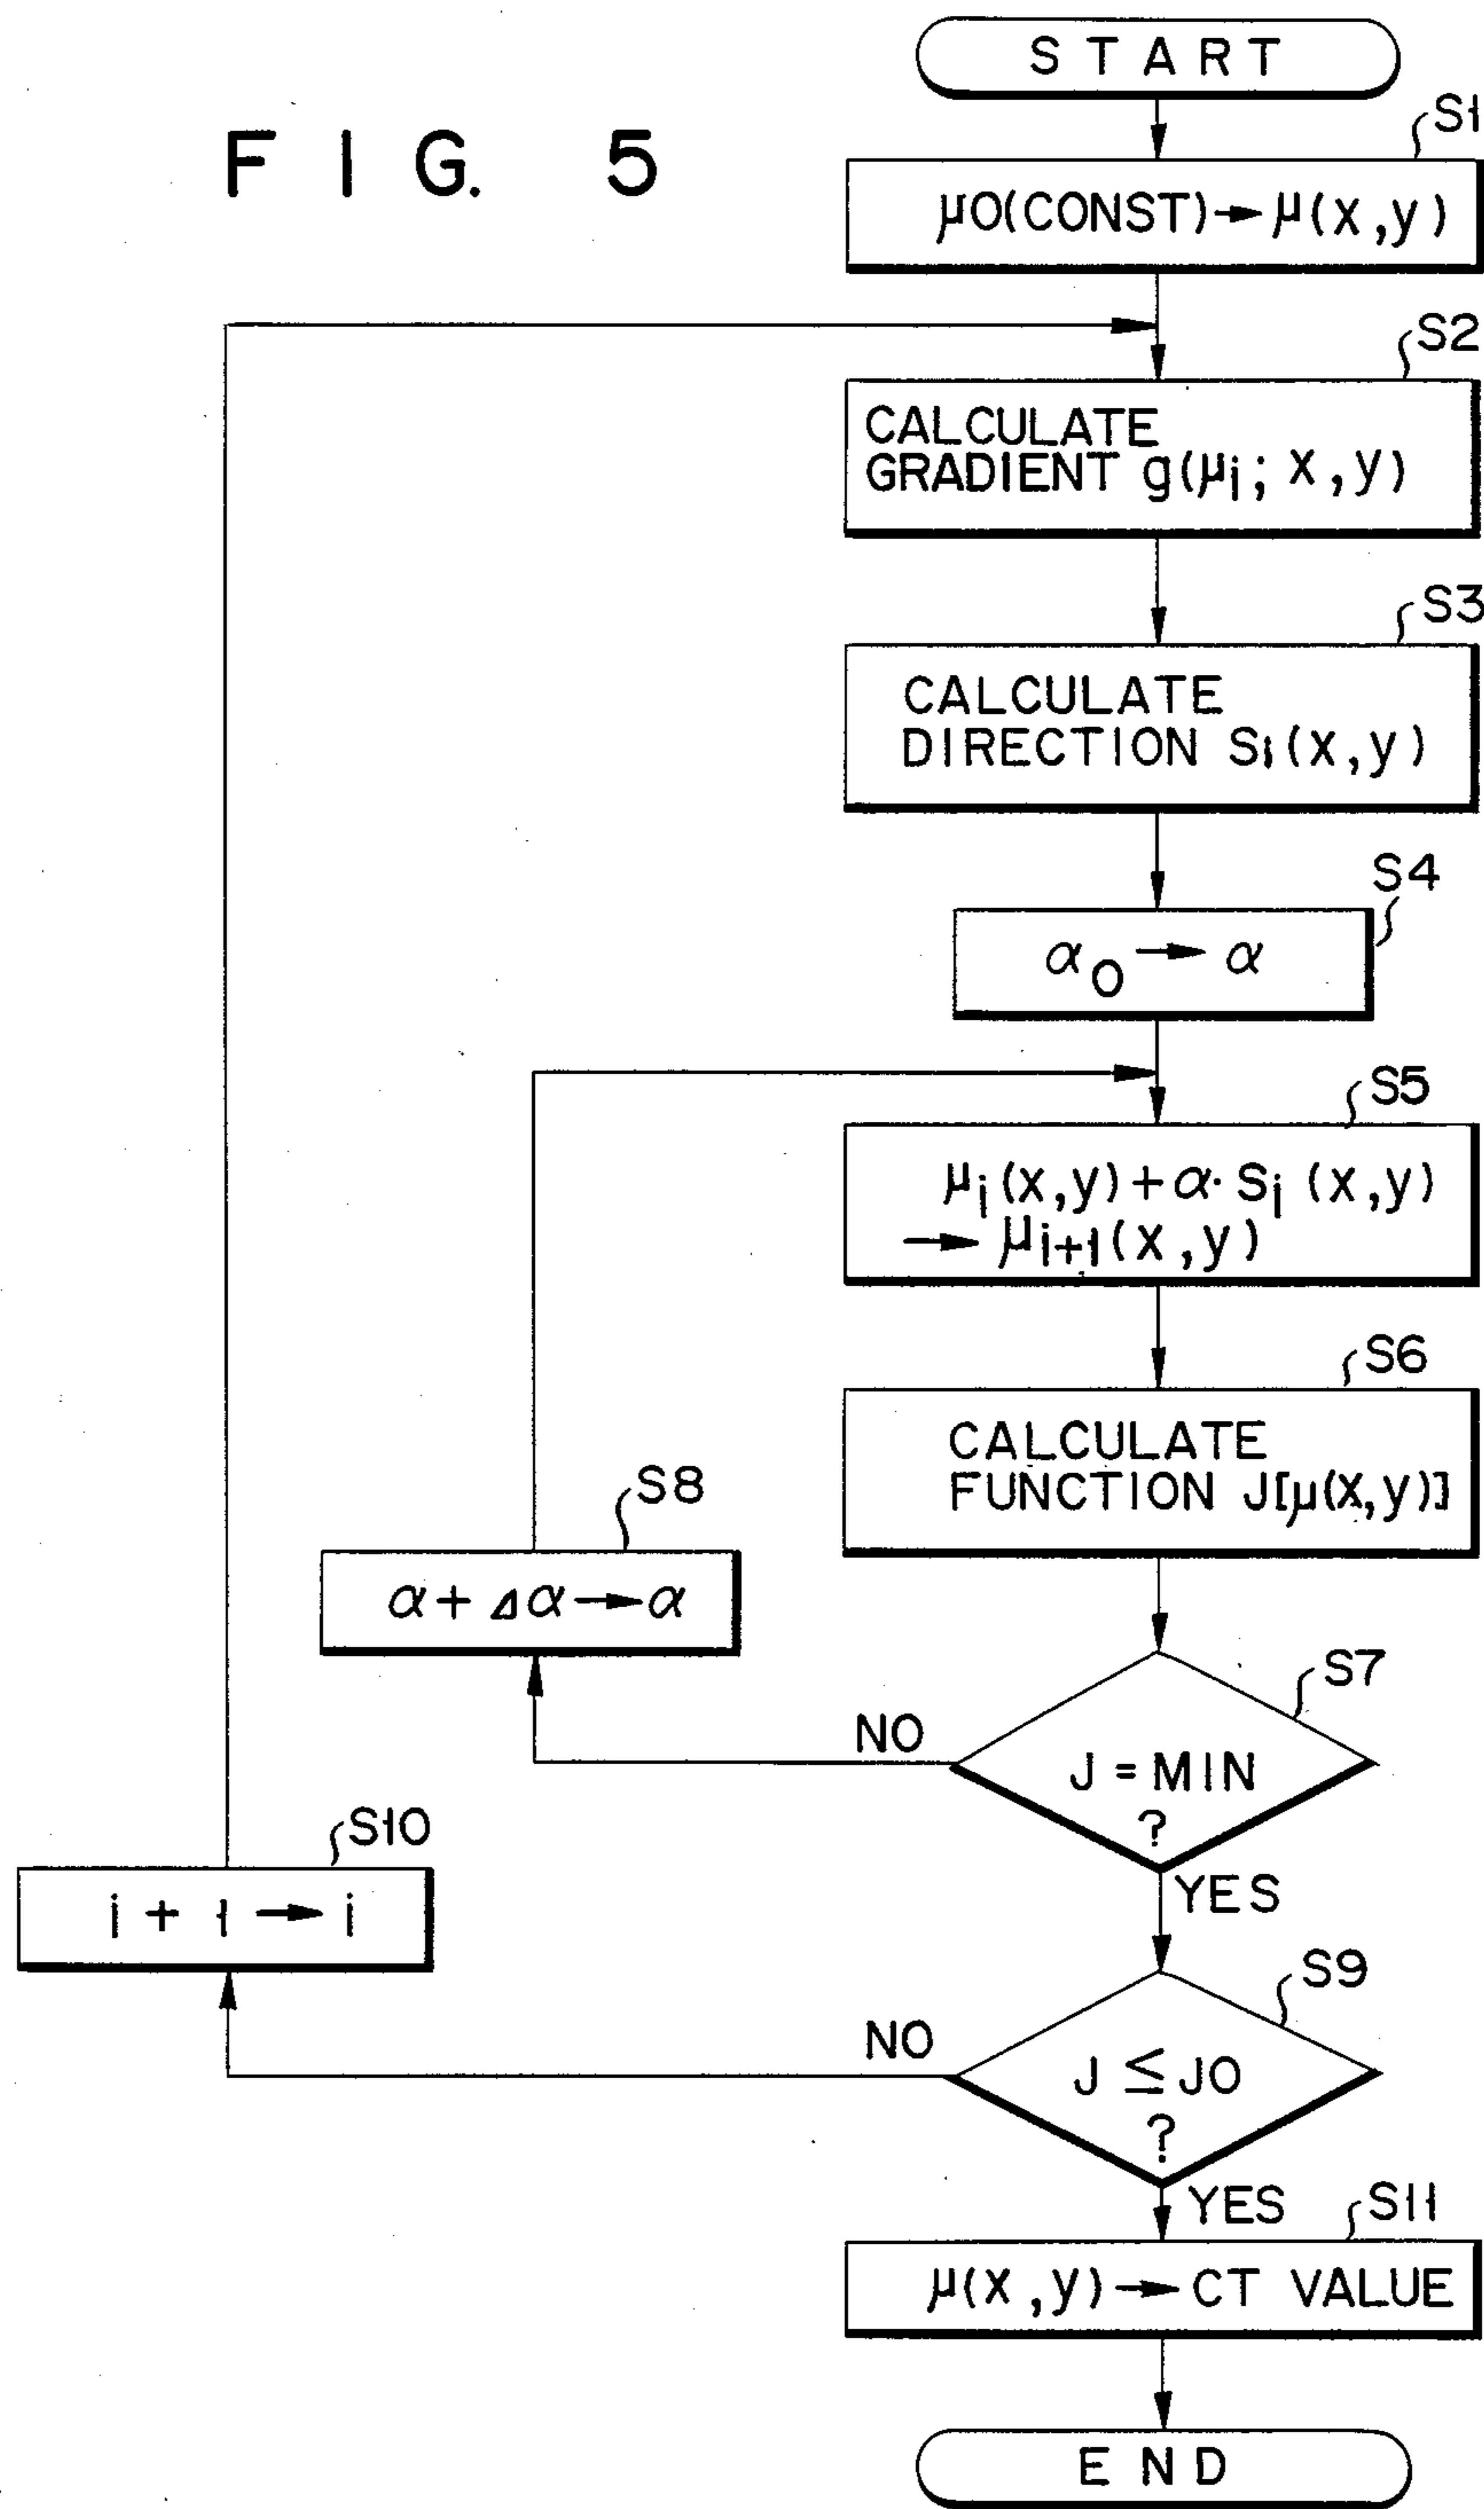 START
FIG. 5
S1
μO(CONST)→μ(x,y)
S2
CALCULATE
GRADIENT g(μi; x,y)
S3
CALCULATE
DIRECTION Si(x,y)
S4
α0→α
S5
μi(x,y)+α·Si(x,y)
→μi+1(x,y)
S6
CALCULATE
FUNCTION J[μ(x,y)]
S8
α+Δα→α
S7
NO
J=MIN
?
S10
YES
i+1→i
S9
NO
J≦JO
?
YES
S11
μ(x,y)→CT VALUE
END